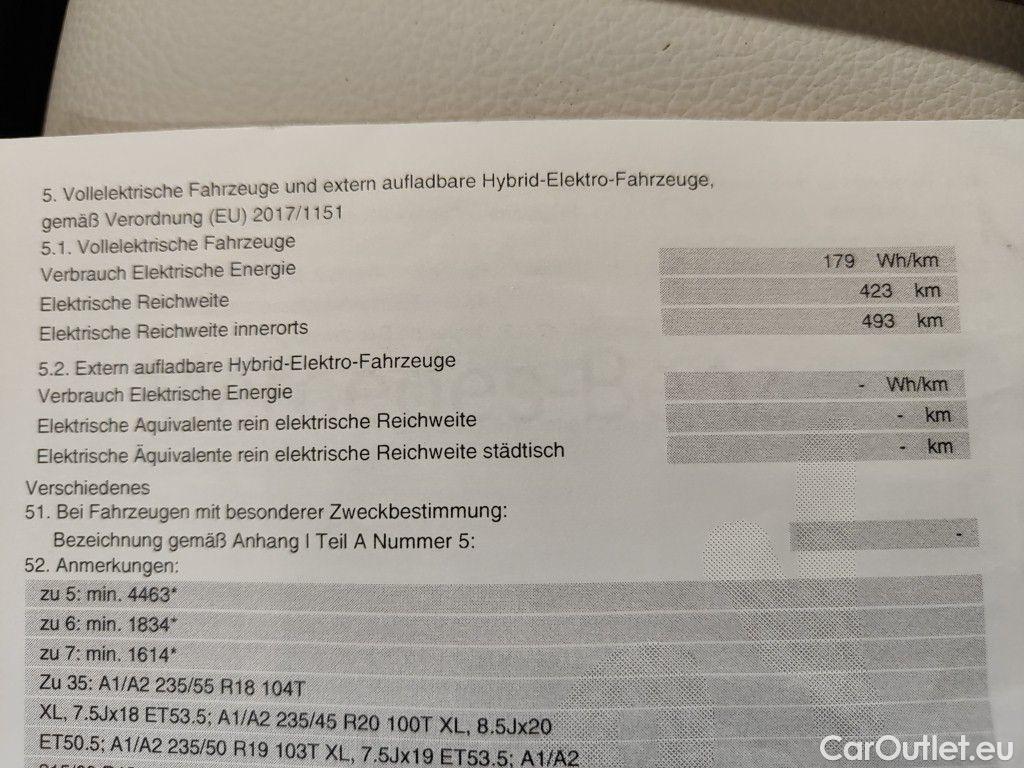 5. Vollelektrische Fahrzeuge und extern aufladbare Hybrid-Elektro-Fahrzeuge,
gemäß Verordnung (EU) 2017/1151
5.1. Vollelektrische Fahrzeuge
Verbrauch Elektrische Energie 179 Wh/km
Elektrische Reichweite 423 km
Elektrische Reichweite innerorts 493 km
5.2. Extern aufladbare Hybrid-Elektro-Fahrzeuge
Verbrauch Elektrische Energie - Wh/km
Elektrische Äquivalente rein elektrische Reichweite - km
Elektrische Äquivalente rein elektrische Reichweite städtisch - km
Verschiedenes
51. Bei Fahrzeugen mit besonderer Zweckbestimmung:
Bezeichnung gemäß Anhang I Teil A Nummer 5: -
52. Anmerkungen:
zu 5: min. 4463*
zu 6: min. 1834*
zu 7: min. 1614*
Zu 35: A1/A2 235/55 R18 104T
XL, 7.5Jx18 ET53.5; A1/A2 235/45 R20 100T XL, 8.5Jx20
ET50.5; A1/A2 235/50 R19 103T XL, 7.5Jx19 ET53.5; A1/A2
CarOutlet.eu